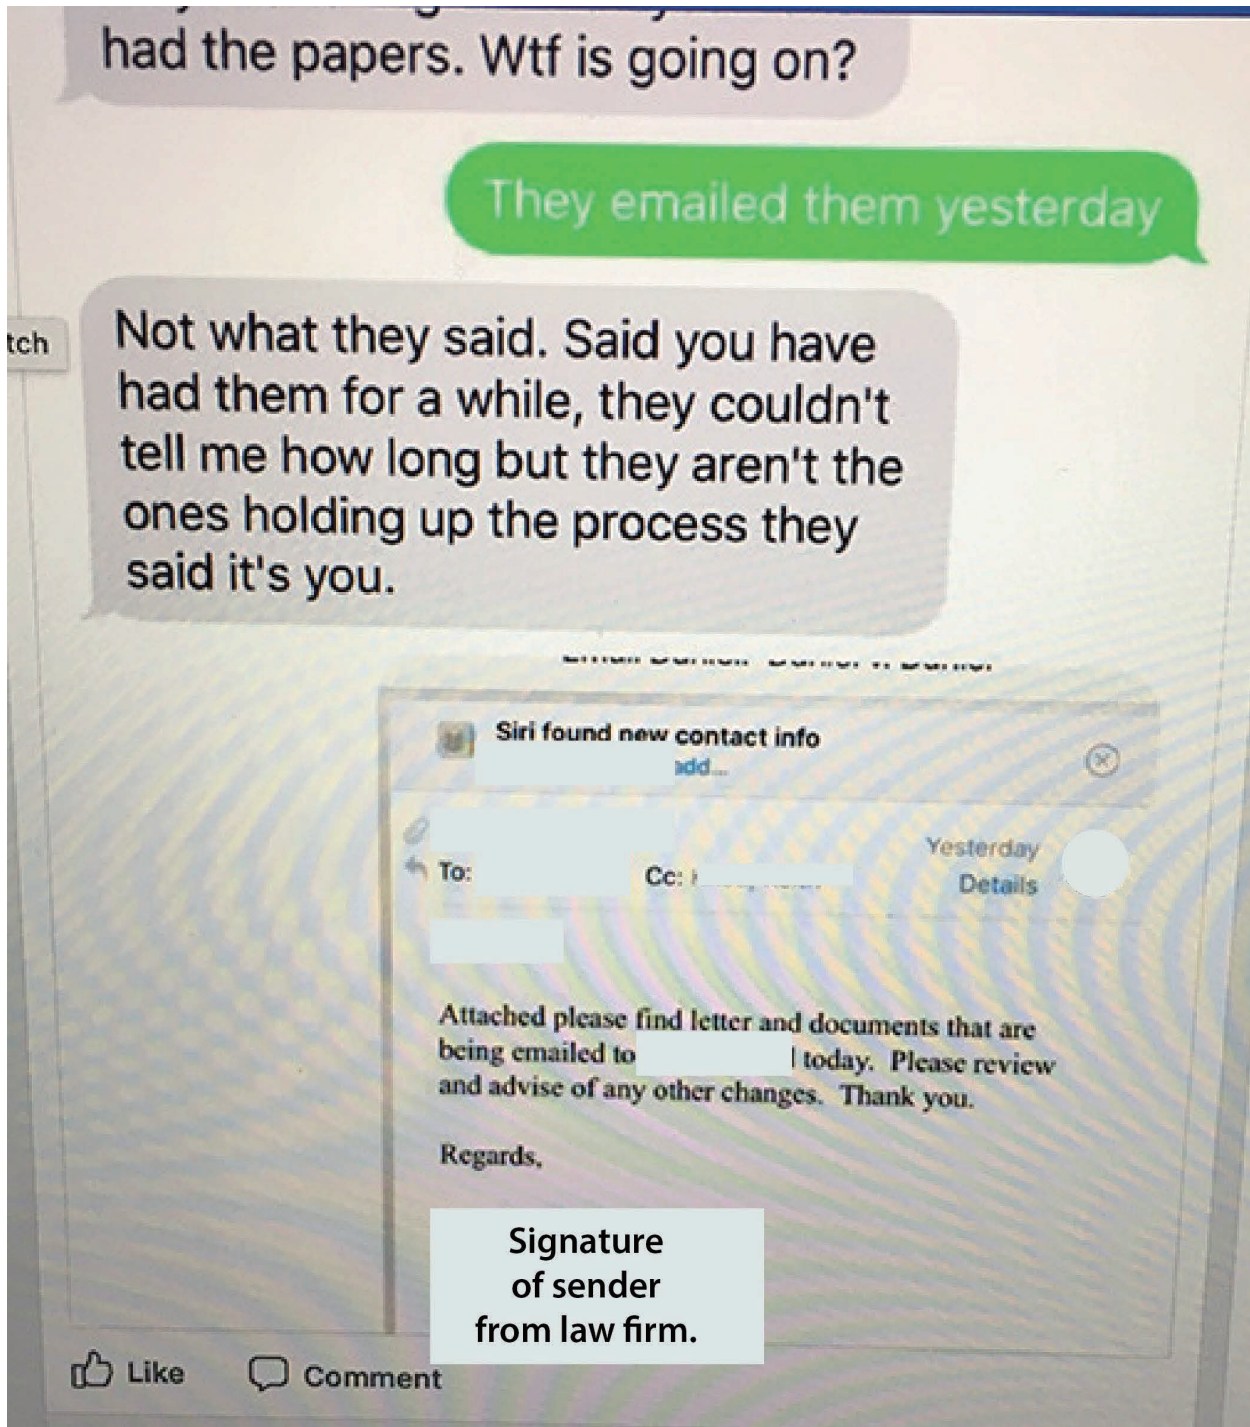 had the papers. Wtf is going on?
They emailed them yesterday
Not what they said. Said you have
had them for a while, they couldn't
tell me how long but they aren't the
ones holding up the process they
said it's you.
tch
Siri found new contact info
add...
Yesterday
To:
Cc:
Details
Attached please find letter and documents that are
being emailed to today. Please review
and advise of any other changes. Thank you.
Regards,
Signature
of sender
from law firm.
Like
Comment